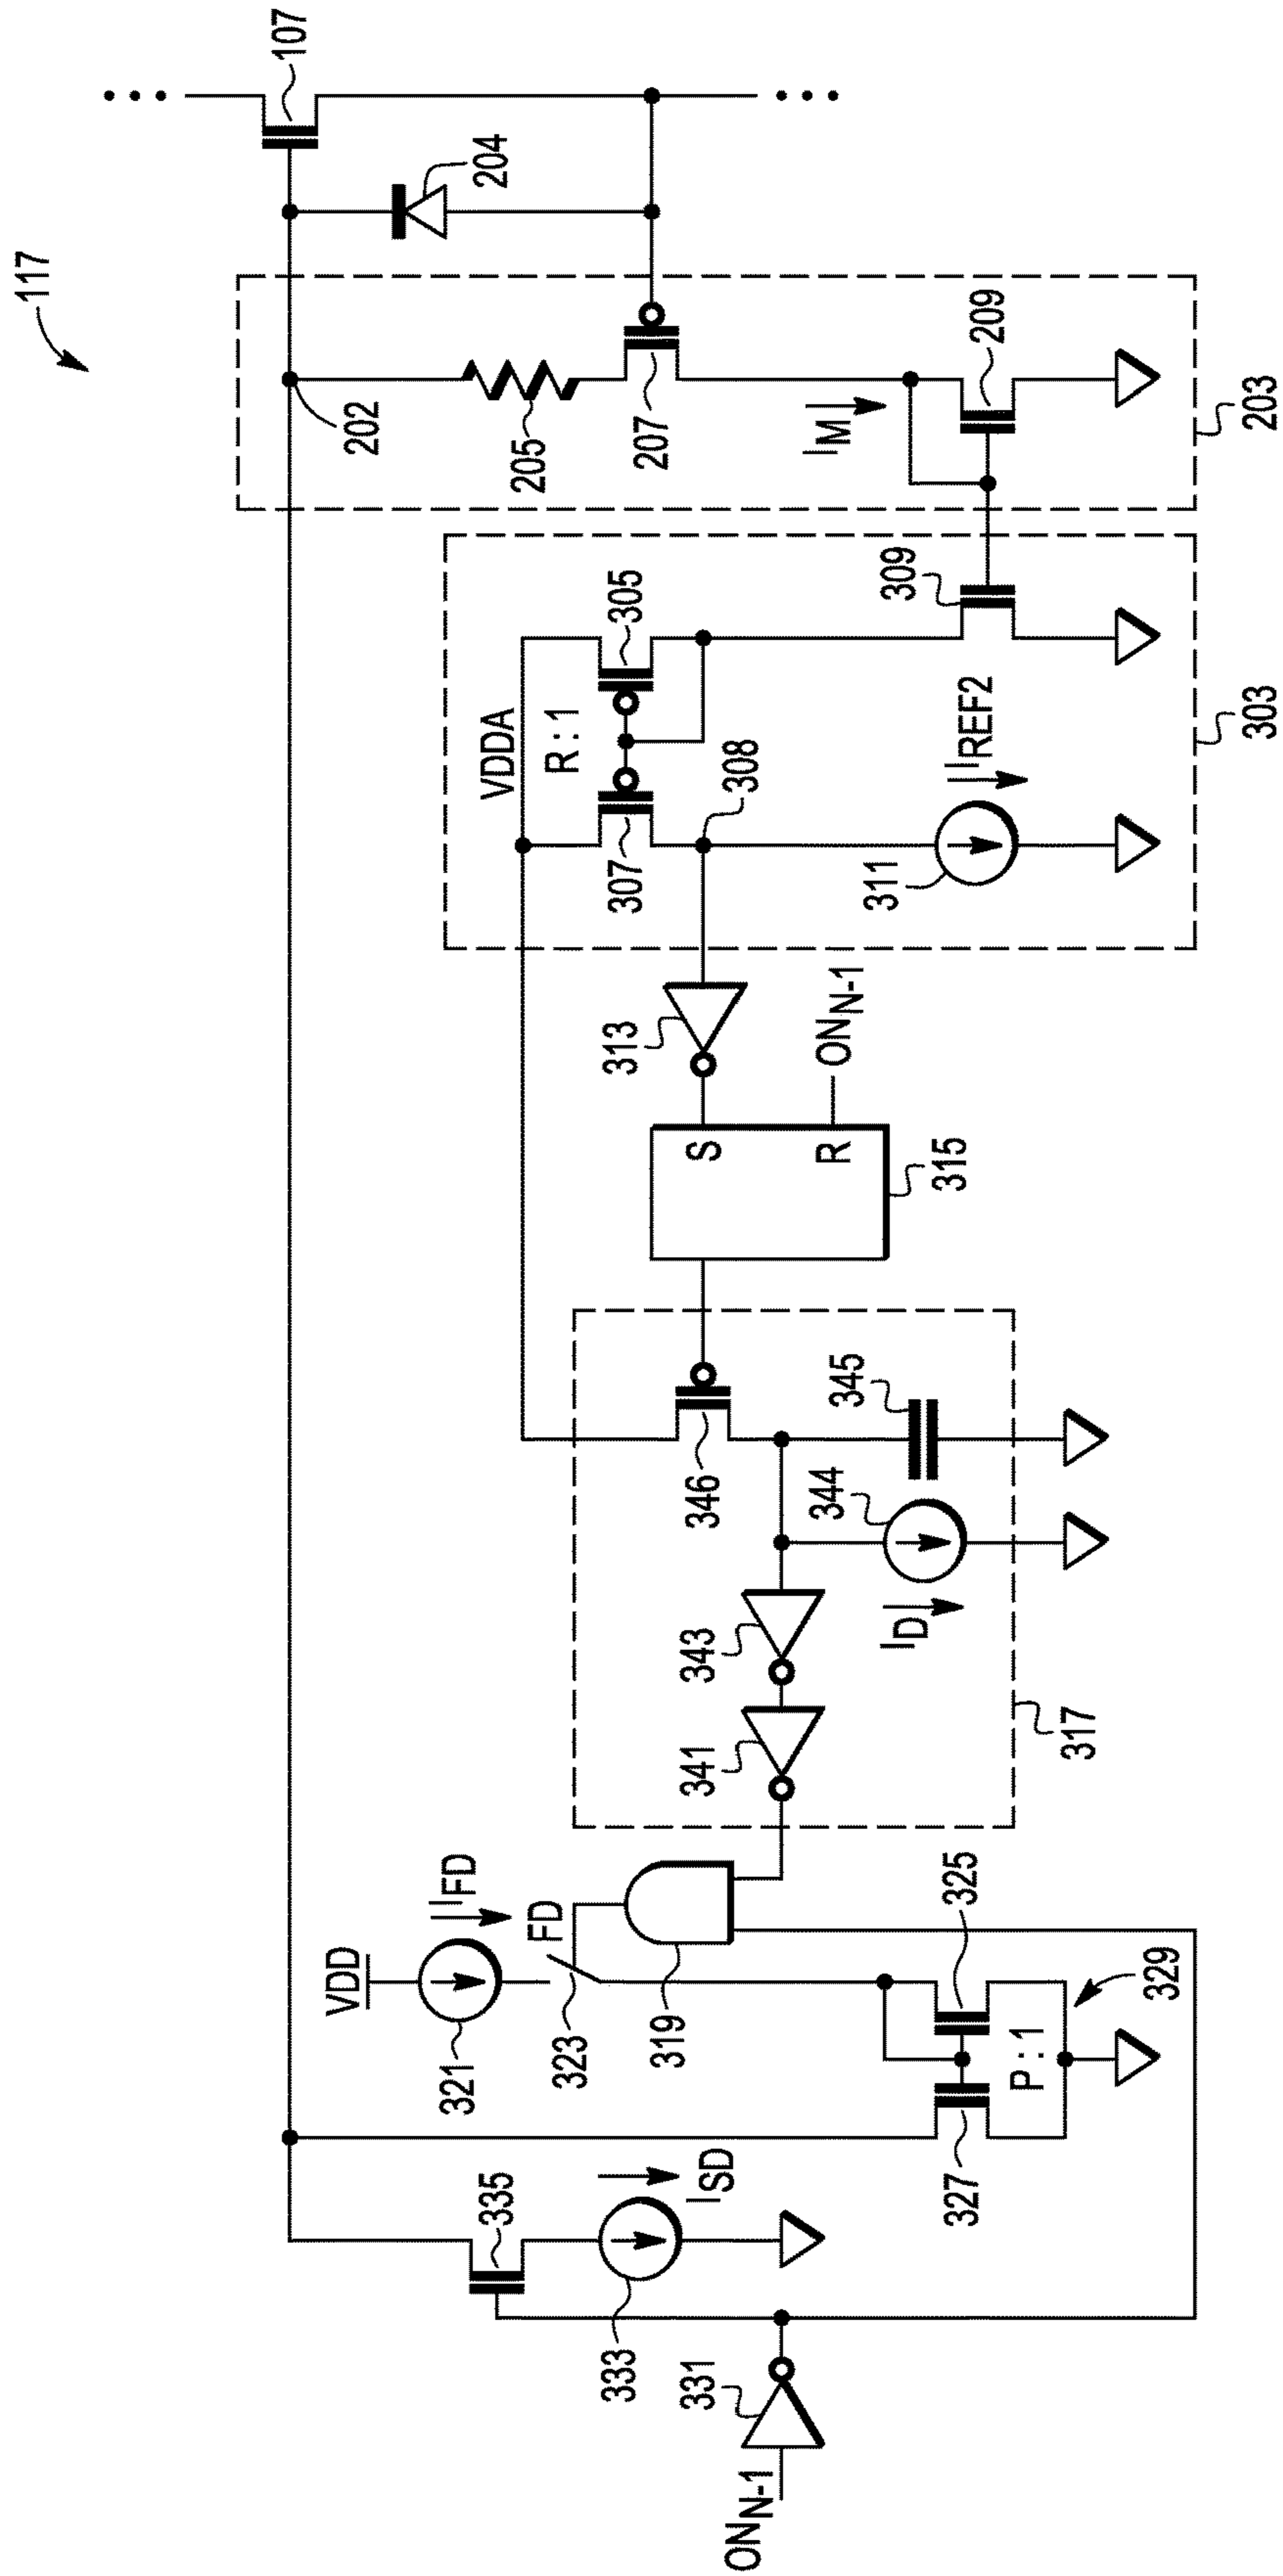 117
107
204
202
205
207
I_M
209
203
VDDA
R : 1
305
307
308
309
I_REF2
311
303
313
ON_N-1
S
R
315
346
345
344
I_D
343
341
317
VDD
I_FD
321
FD
323
319
325
P : 1
329
327
335
I_SD
333
331
ON_N-1